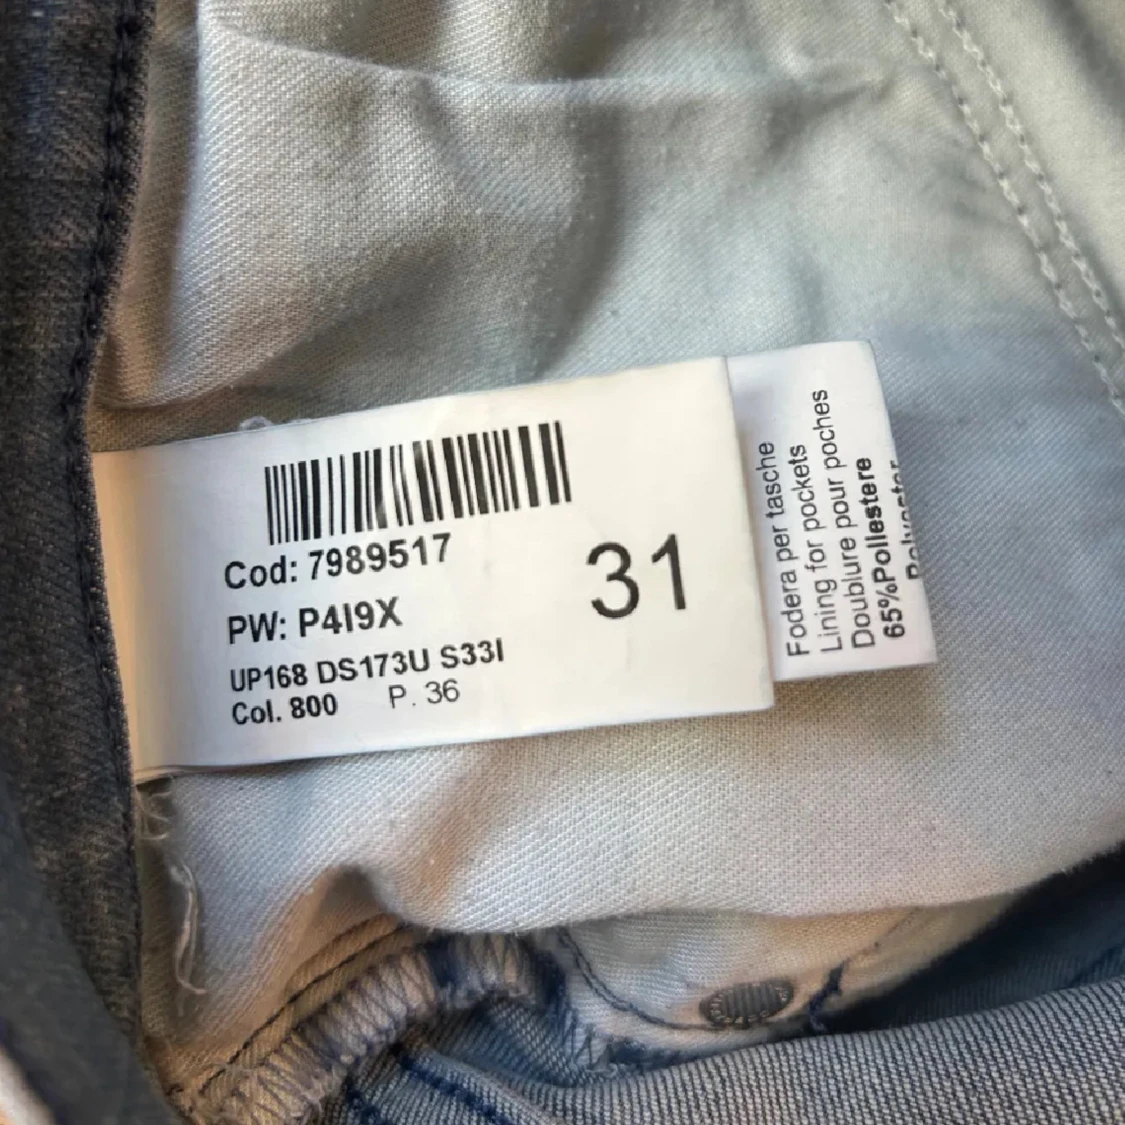 Cod: 7989517
PW: P4I9X
UP168 DS173U S33I
Col. 800 P. 36
31
Fodera per tasche
Lining for pockets
Doublure pour poches
65%Poliestere
Polyester